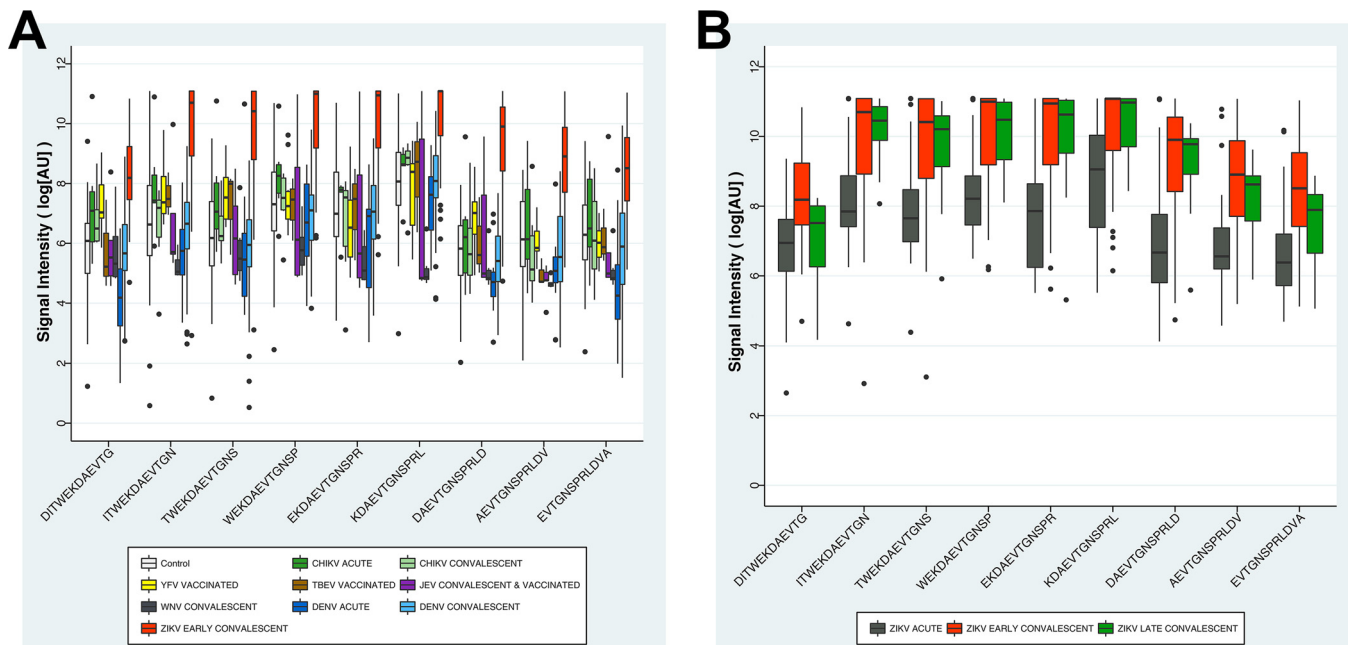 A
Signal Intensity ( log[AU] )
12
10
8
6
4
2
0
DITWEKDAEVTG
ITWEKDAEVTGN
TWEKDAEVTGNS
WEKDAEVTGNSP
EKDAEVTGNSPR
KDAEVTGNSPRL
DAEVTGNSPRLD
AEVTGNSPRLDV
EVTGNSPRLDVA
Control
CHIKV ACUTE
CHIKV CONVALESCENT
YFV VACCINATED
TBEV VACCINATED
JEV CONVALESCENT & VACCINATED
WNV CONVALESCENT
DENV ACUTE
DENV CONVALESCENT
ZIKV EARLY CONVALESCENT
B
Signal Intensity ( log[AU] )
12
10
8
6
4
2
0
DITWEKDAEVTG
ITWEKDAEVTGN
TWEKDAEVTGNS
WEKDAEVTGNSP
EKDAEVTGNSPR
KDAEVTGNSPRL
DAEVTGNSPRLD
AEVTGNSPRLDV
EVTGNSPRLDVA
ZIKV ACUTE
ZIKV EARLY CONVALESCENT
ZIKV LATE CONVALESCENT